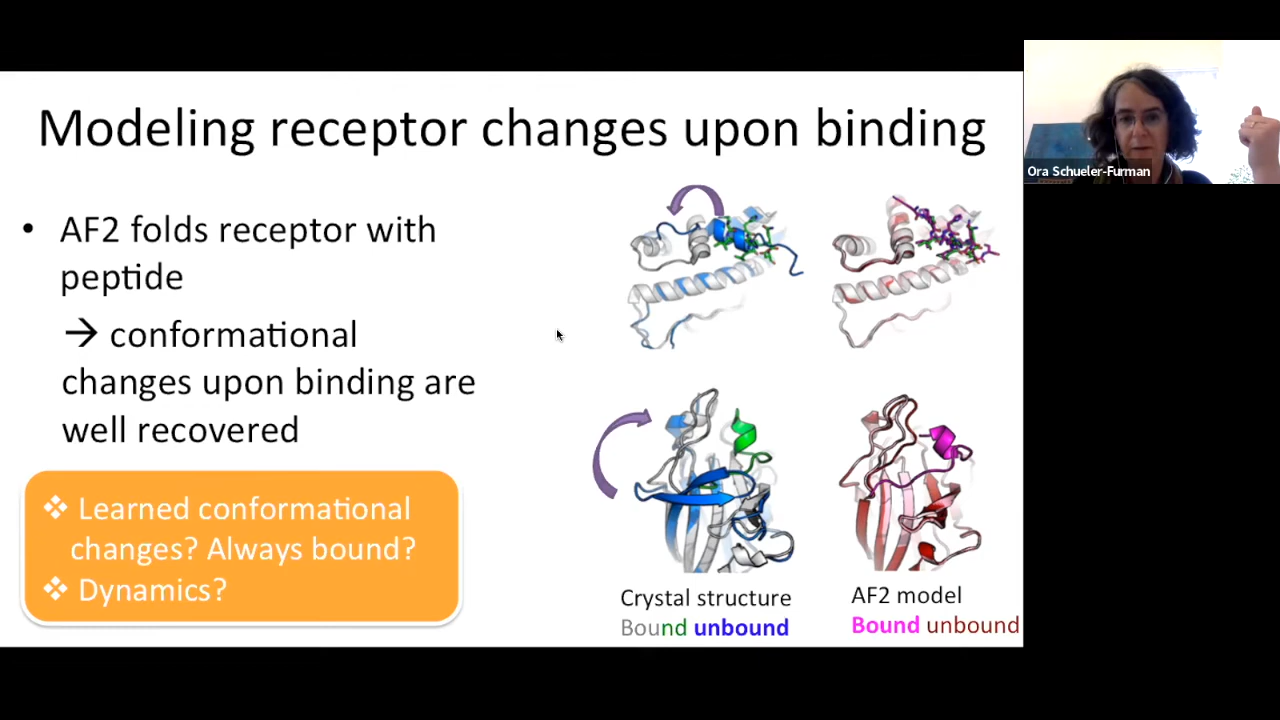 Modeling receptor changes upon binding
Ora Schueler-Furman
• AF2 folds receptor with
peptide
→ conformational
changes upon binding are
well recovered
❖ Learned conformational
changes? Always bound?
❖ Dynamics?
Crystal structure
Bound unbound
AF2 model
Bound unbound